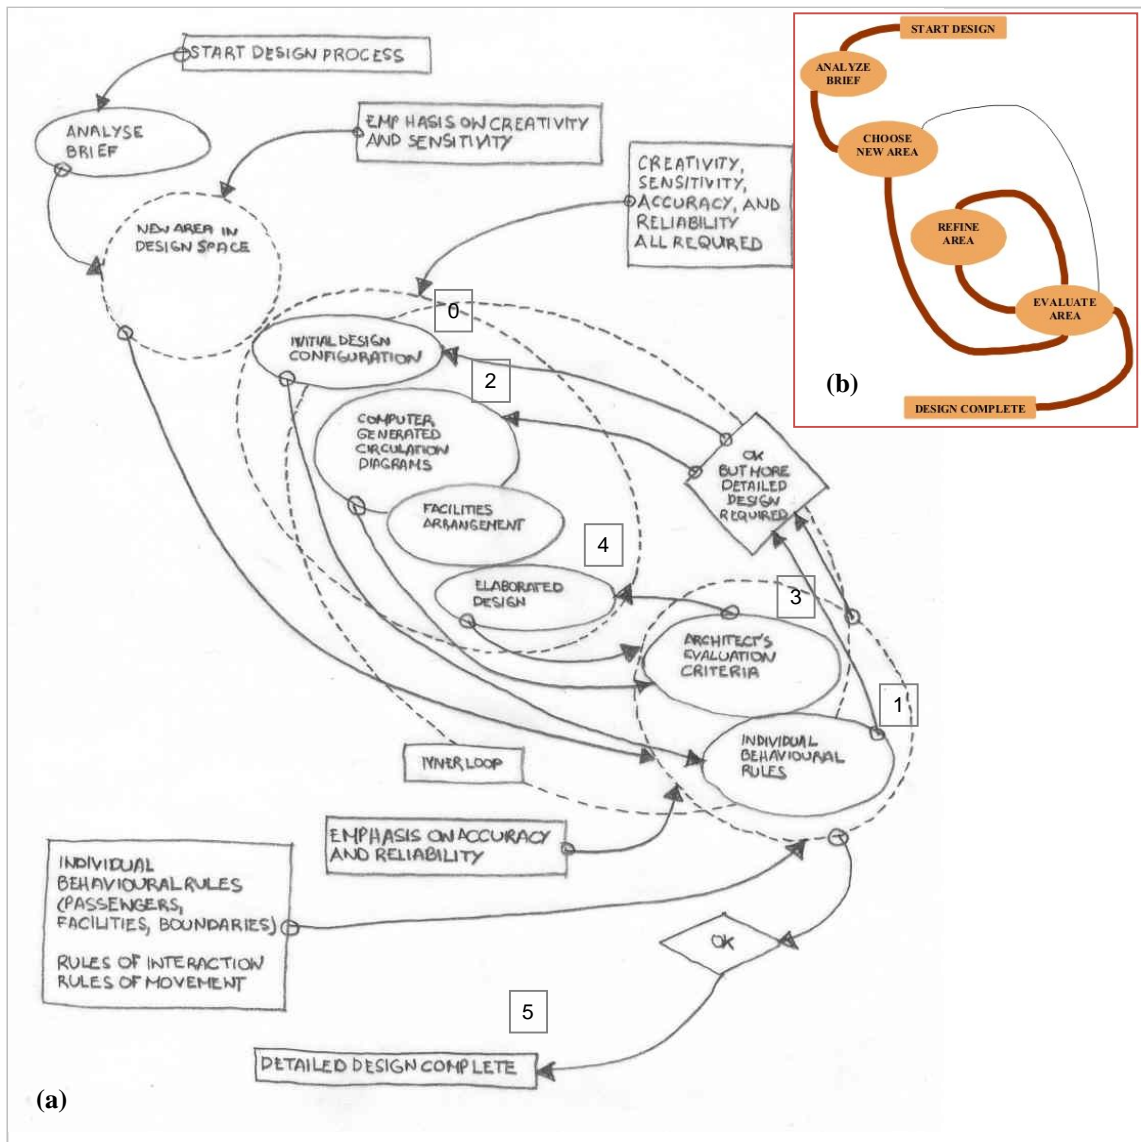 START DESIGN PROCESS
ANALYSE
BRIEF
EMPHASIS ON CREATIVITY
AND SENSITIVITY
CREATIVITY,
SENSITIVITY,
ACCURACY, AND
RELIABILITY
ALL REQUIRED
NEW AREA IN
DESIGN SPACE
0
INITIAL DESIGN
CONFIGURATION
2
COMPUTER
GENERATED
CIRCULATION
DIAGRAMS
OK
BUT MORE
DETAILED
DESIGN
REQUIRED
FACILITIES
ARRANGEMENT
4
ELABORATED
DESIGN
3
ARCHITECT'S
EVALUATION
CRITERIA
1
INDIVIDUAL
BEHAVIOURAL
RULES
INNER LOOP
EMPHASIS ON ACCURACY
AND RELIABILITY
INDIVIDUAL
BEHAVIOURAL RULES
(PASSENGERS,
FACILITIES, BOUNDARIES)
RULES OF INTERACTION
RULES OF MOVEMENT
OK
5
DETAILED DESIGN COMPLETE
(a)
START DESIGN
ANALYZE
BRIEF
CHOOSE
NEW AREA
REFINE
AREA
EVALUATE
AREA
(b)
DESIGN COMPLETE